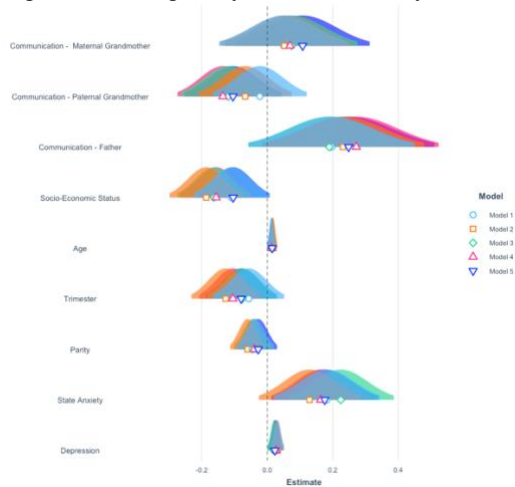 Communication - Maternal Grandmother
Communication - Paternal Grandmother
Communication - Father
Socio-Economic Status
Age
Trimester
Parity
State Anxiety
Depression
Model
Model 1
Model 2
Model 3
Model 4
Model 5
-0.2
0.0
0.2
0.4
Estimate